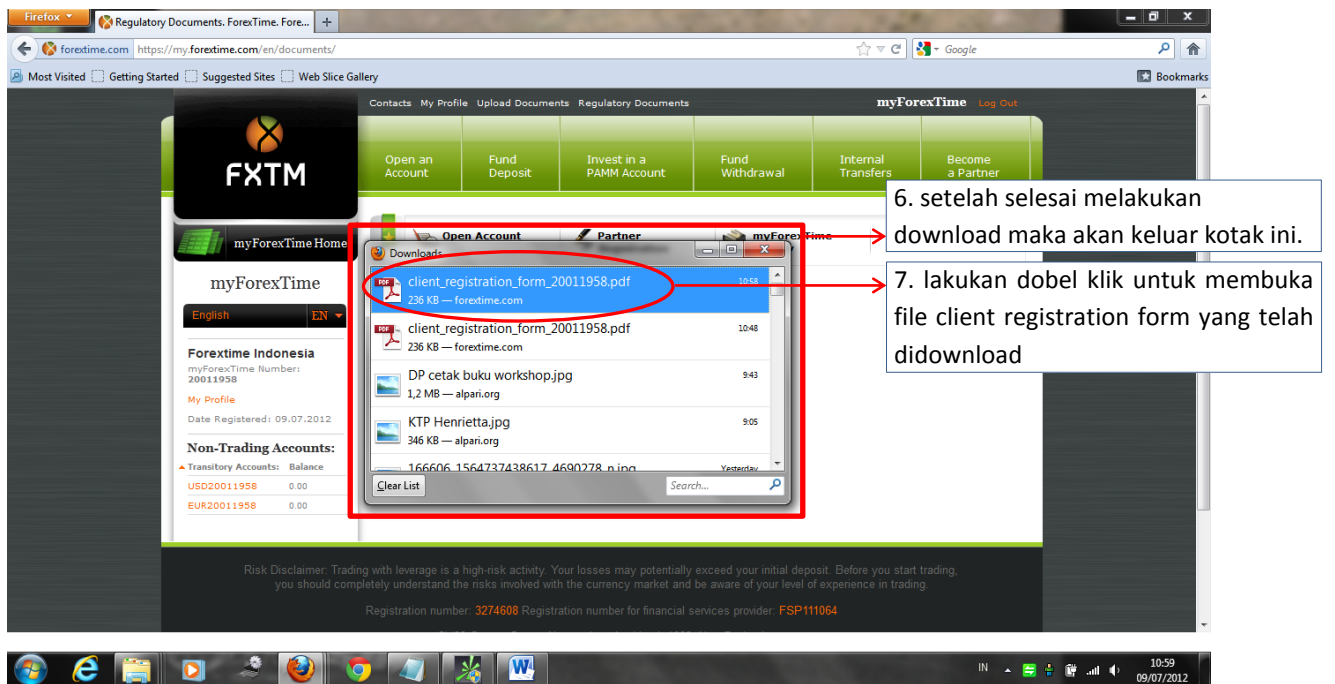 Firefox
Regulatory Documents. ForexTime. Fore...
forextime.com https://my.forextime.com/en/documents/
Google
Most Visited Getting Started Suggested Sites Web Slice Gallery
Bookmarks
Contacts My Profile Upload Documents Regulatory Documents
myForexTime Log Out
FXTM
Open an Account
Fund Deposit
Invest in a PAMM Account
Fund Withdrawal
Internal Transfers
Become a Partner
6. setelah selesai melakukan
download maka akan keluar kotak ini.
7. lakukan dobel klik untuk membuka
file client registration form yang telah
didownload
myForexTime Home
Open Account
Partner
myForexTime
myForexTime
English EN
Forextime Indonesia
myForexTime Number:
20011958
My Profile
Date Registered: 09.07.2012
Non-Trading Accounts:
Transitory Accounts: Balance
USD20011958 0.00
EUR20011958 0.00
Downloads
client_registration_form_20011958.pdf 10:58
236 KB — forextime.com
client_registration_form_20011958.pdf 10:48
236 KB — forextime.com
DP cetak buku workshop.jpg 9:43
1,2 MB — alpari.org
KTP Henrietta.jpg 9:05
346 KB — alpari.org
166606_1564737438617_4690278_n.jpg Yesterday
Clear List
Search...
Risk Disclaimer: Trading with leverage is a high-risk activity. Your losses may potentially exceed your initial deposit. Before you start trading,
you should completely understand the risks involved with the currency market and be aware of your level of experience in trading.
Registration number: 3274608 Registration number for financial services provider: FSP111064
IN
10:59
09/07/2012